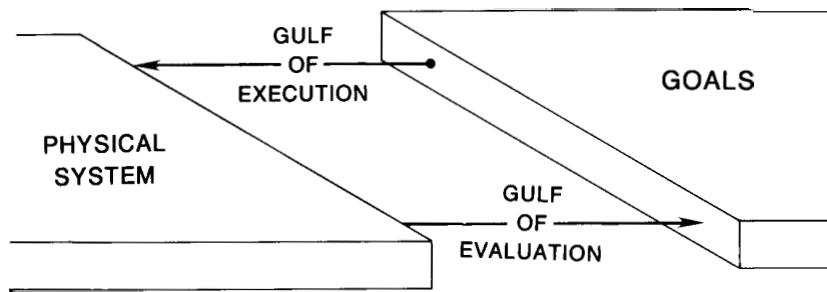 GULF
OF
EXECUTION
GOALS
PHYSICAL
SYSTEM
GULF
OF
EVALUATION